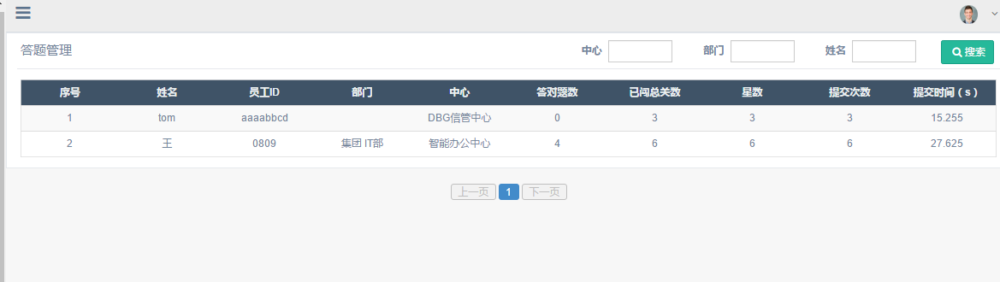 答题管理 中心 部门 姓名 搜索
序号 姓名 员工ID 部门 中心 答对题数 已闯总关数 星数 提交次数 提交时间（s）
1 tom aaaabbcd DBG信管中心 0 3 3 3 15.255
2 王 0809 集团 IT部 智能办公中心 4 6 6 6 27.625
上一页 1 下一页